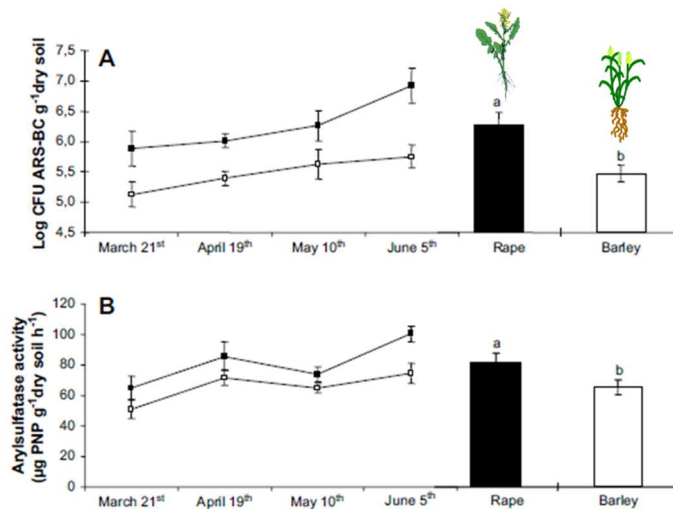 A
Log CFU ARS-BC g-1dry soil
7,5
7,0
6,5
6,0
5,5
5,0
4,5
March 21st
April 19th
May 10th
June 5th
a
Rape
b
Barley
B
Arylsulfatase activity
(µg PNP g-1dry soil h-1)
120
100
80
60
40
20
0
March 21st
April 19th
May 10th
June 5th
a
Rape
b
Barley